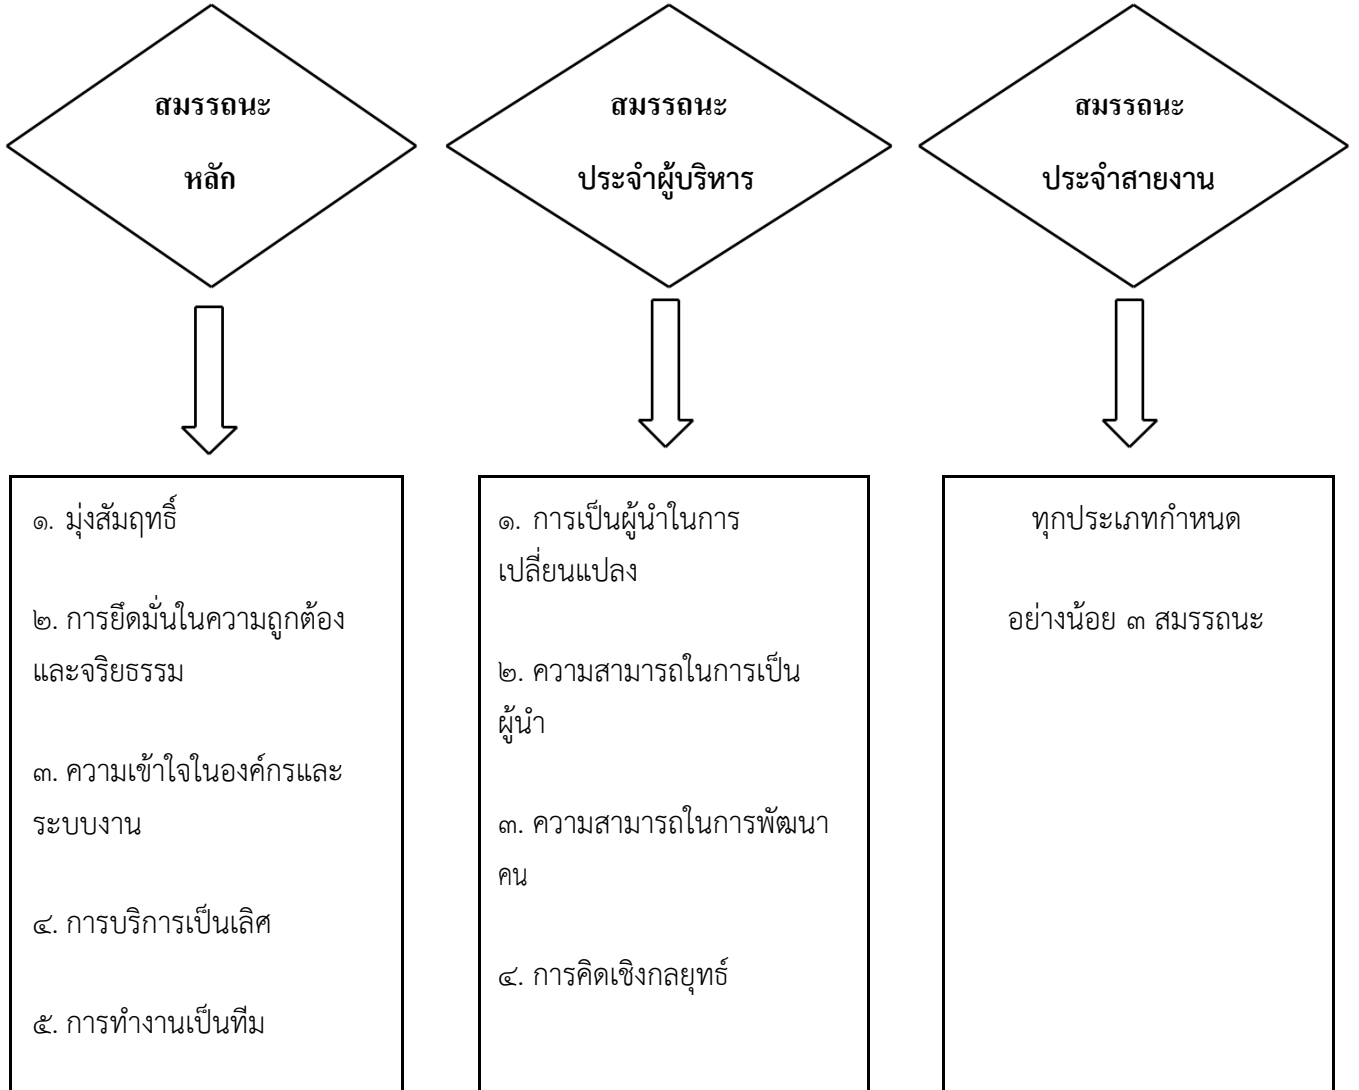 สมรรถนะ
หลัก
สมรรถนะ
ประจำผู้บริหาร
สมรรถนะ
ประจำสายงาน
๑. มุ่งสัมฤทธิ์
๒. การยึดมั่นในความถูกต้อง
และจริยธรรม
๓. ความเข้าใจในองค์กรและ
ระบบงาน
๔. การบริการเป็นเลิศ
๕. การทำงานเป็นทีม
๑. การเป็นผู้นำในการ
เปลี่ยนแปลง
๒. ความสามารถในการเป็น
ผู้นำ
๓. ความสามารถในการพัฒนา
คน
๔. การคิดเชิงกลยุทธ์
ทุกประเภทกำหนด
อย่างน้อย ๓ สมรรถนะ